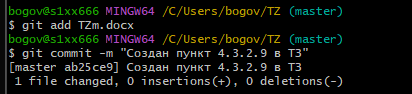 bogov@s1xx666 MINGW64 /C/Users/bogov/TZ (master)
$ git add TZm.docx
bogov@s1xx666 MINGW64 /C/Users/bogov/TZ (master)
$ git commit -m "Создан пункт 4.3.2.9 в ТЗ"
[master ab25ce9] Создан пункт 4.3.2.9 в ТЗ
1 file changed, 0 insertions(+), 0 deletions(-)